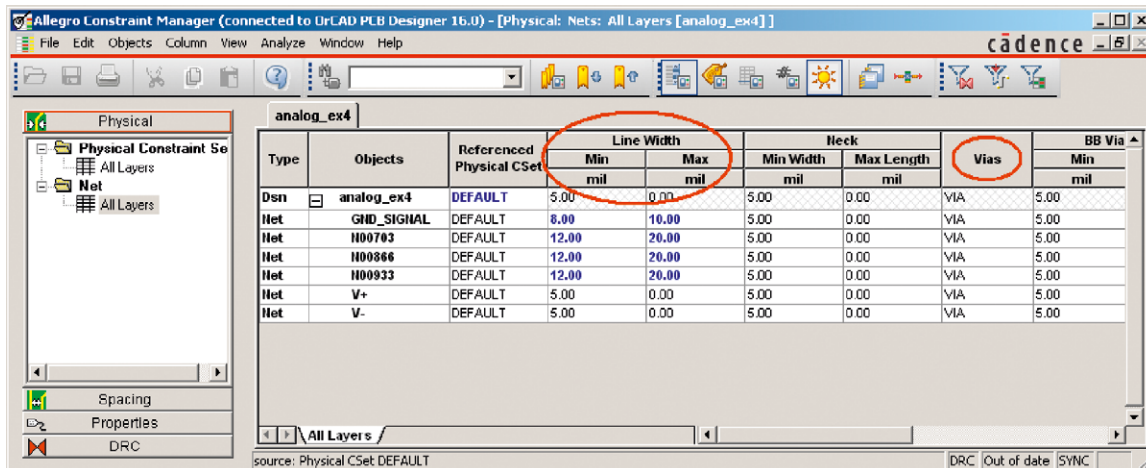 Allegro Constraint Manager (connected to OrCAD PCB Designer 16.0) - [Physical: Nets: All Layers [analog_ex4] ]
File Edit Objects Column View Analyze Window Help
cādence
Physical
Physical Constraint Se
All Layers
Net
All Layers
Spacing
Properties
DRC
analog_ex4
Type Objects Referenced Physical CSet Line Width Neck Vias BB Via
Min Max Min Width Max Length Min
mil mil mil mil mil
Dsn analog_ex4 DEFAULT 5.00 0.00 5.00 0.00 VIA 5.00
Net GND_SIGNAL DEFAULT 8.00 10.00 5.00 0.00 VIA 5.00
Net N00703 DEFAULT 12.00 20.00 5.00 0.00 VIA 5.00
Net N00866 DEFAULT 12.00 20.00 5.00 0.00 VIA 5.00
Net N00933 DEFAULT 12.00 20.00 5.00 0.00 VIA 5.00
Net V+ DEFAULT 5.00 0.00 5.00 0.00 VIA 5.00
Net V- DEFAULT 5.00 0.00 5.00 0.00 VIA 5.00
All Layers
source: Physical CSet DEFAULT
DRC Out of date SYNC